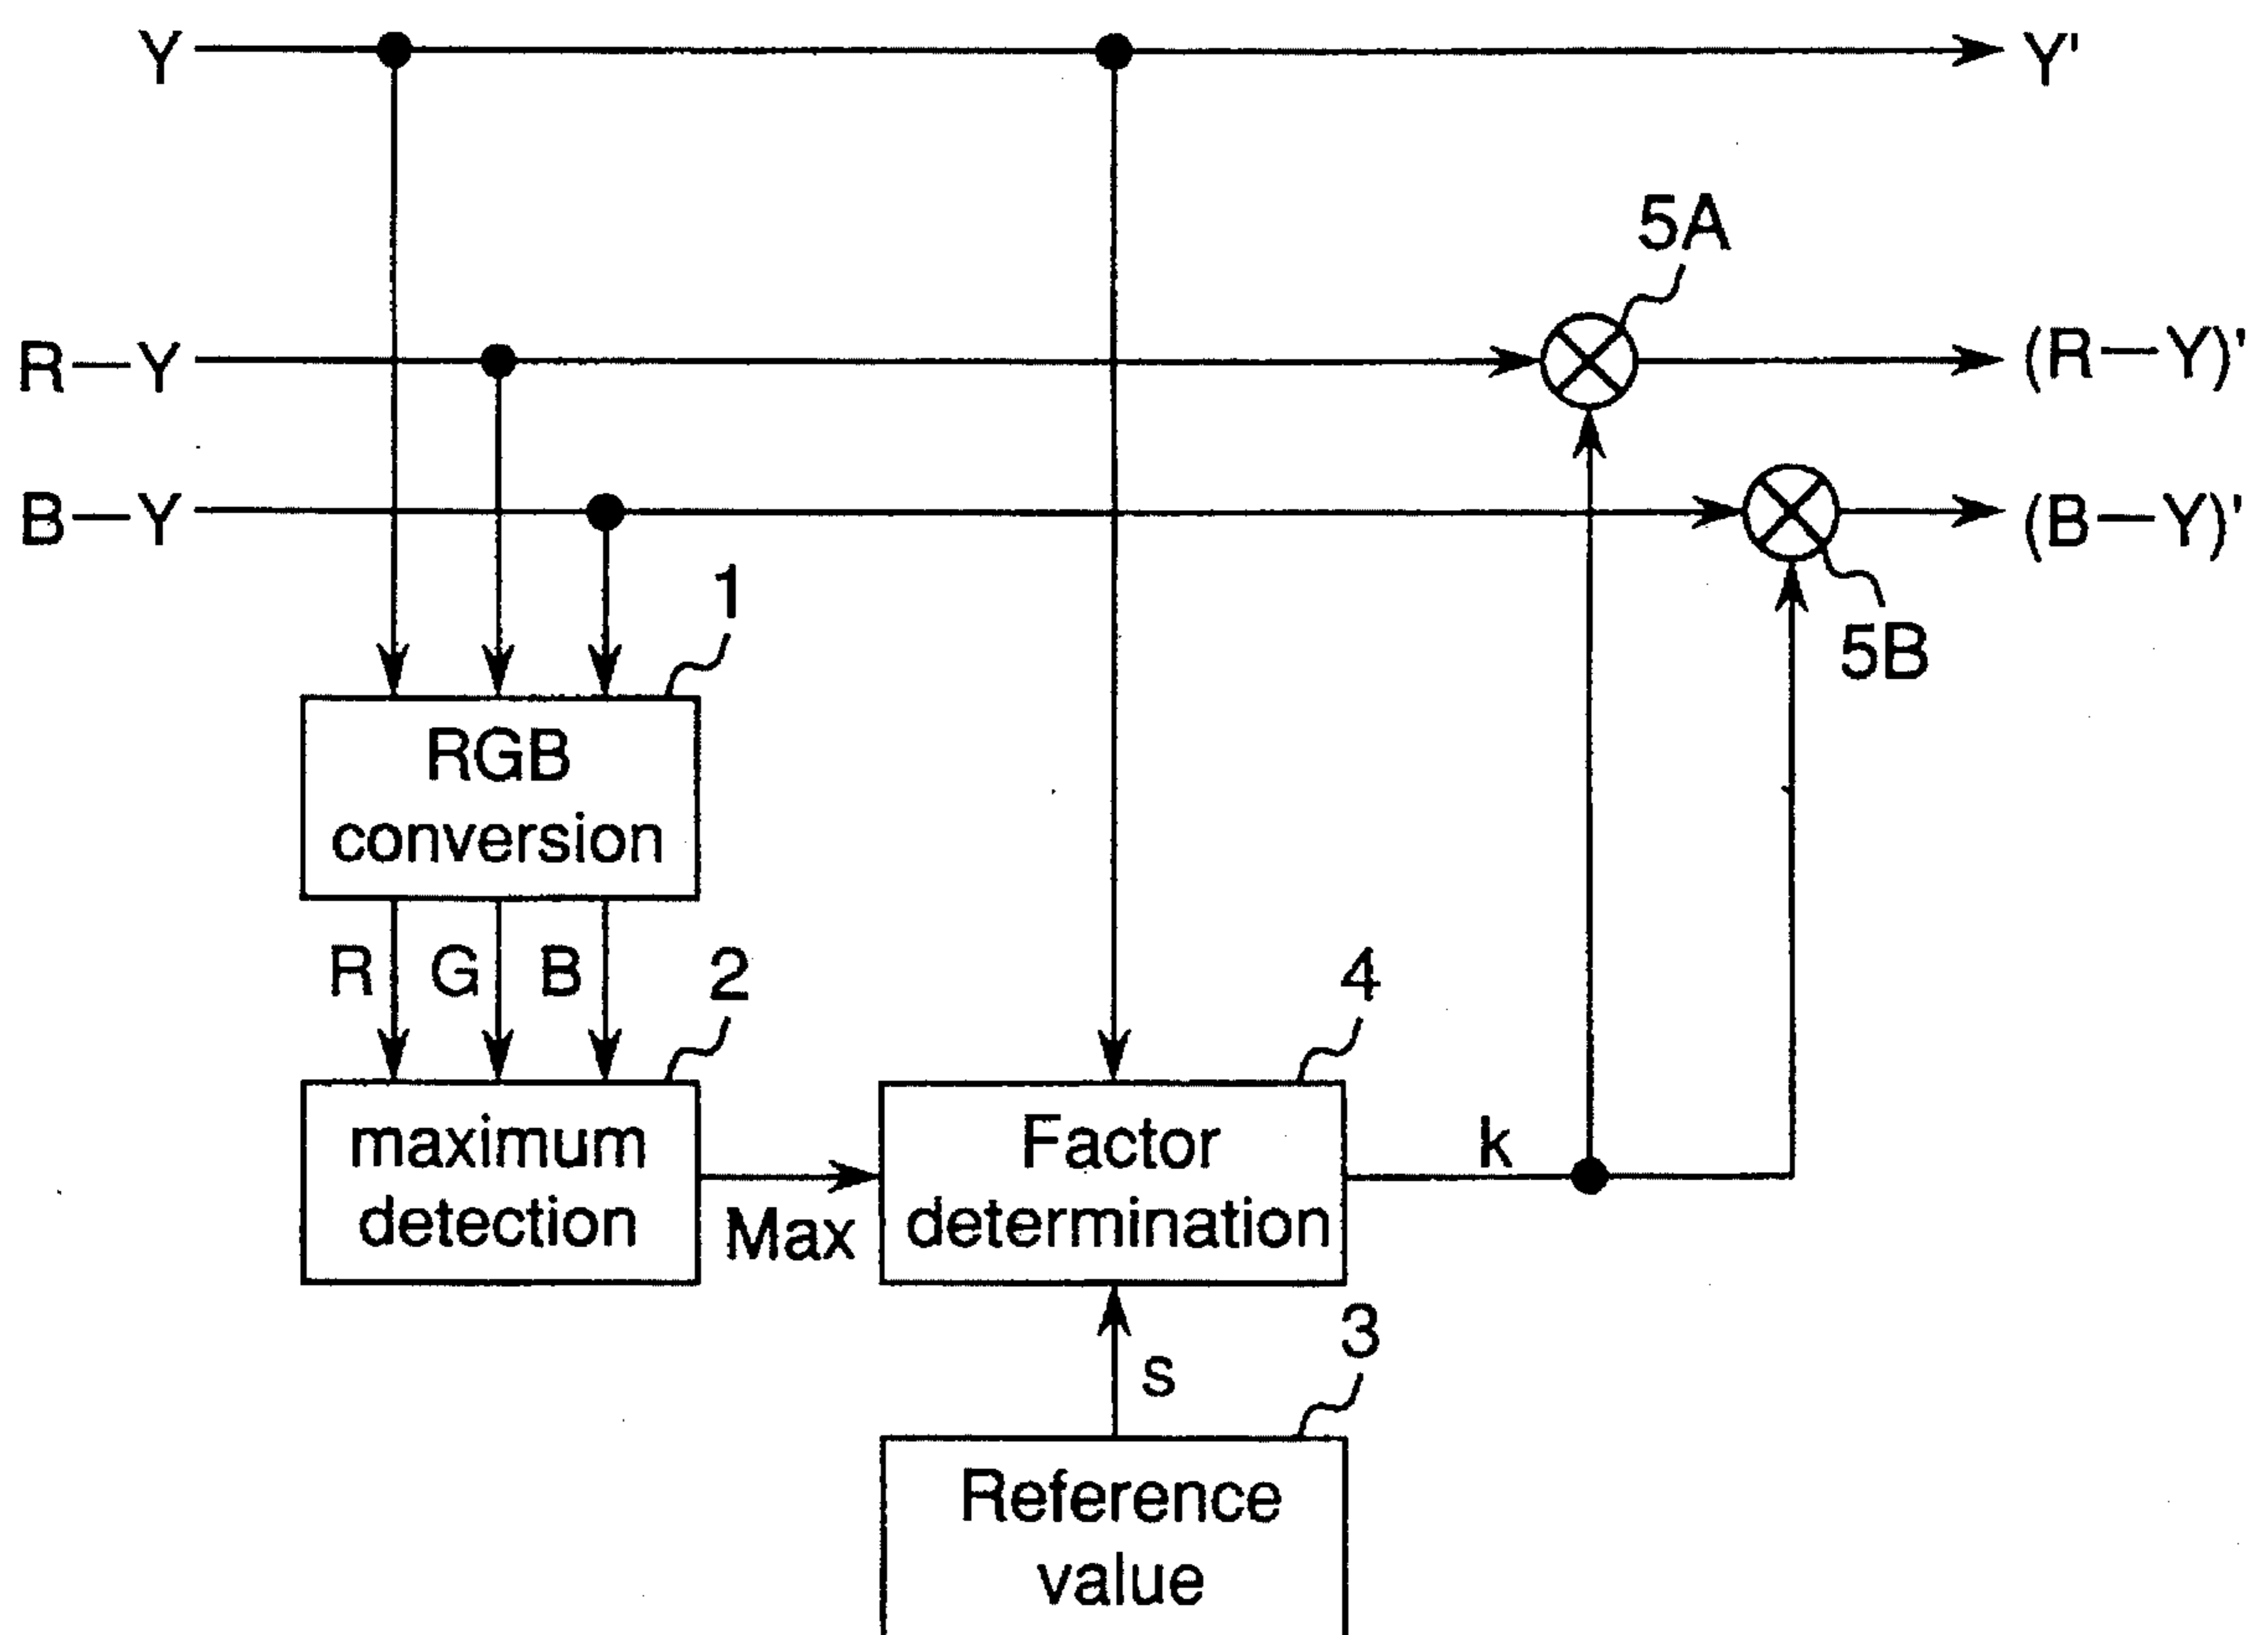 Y
Y'
5A
R—Y
(R—Y)'
B—Y
(B—Y)'
1
5B
RGB
conversion
R G B
2
4
maximum
detection
Max
Factor
determination
k
s
3
Reference
value